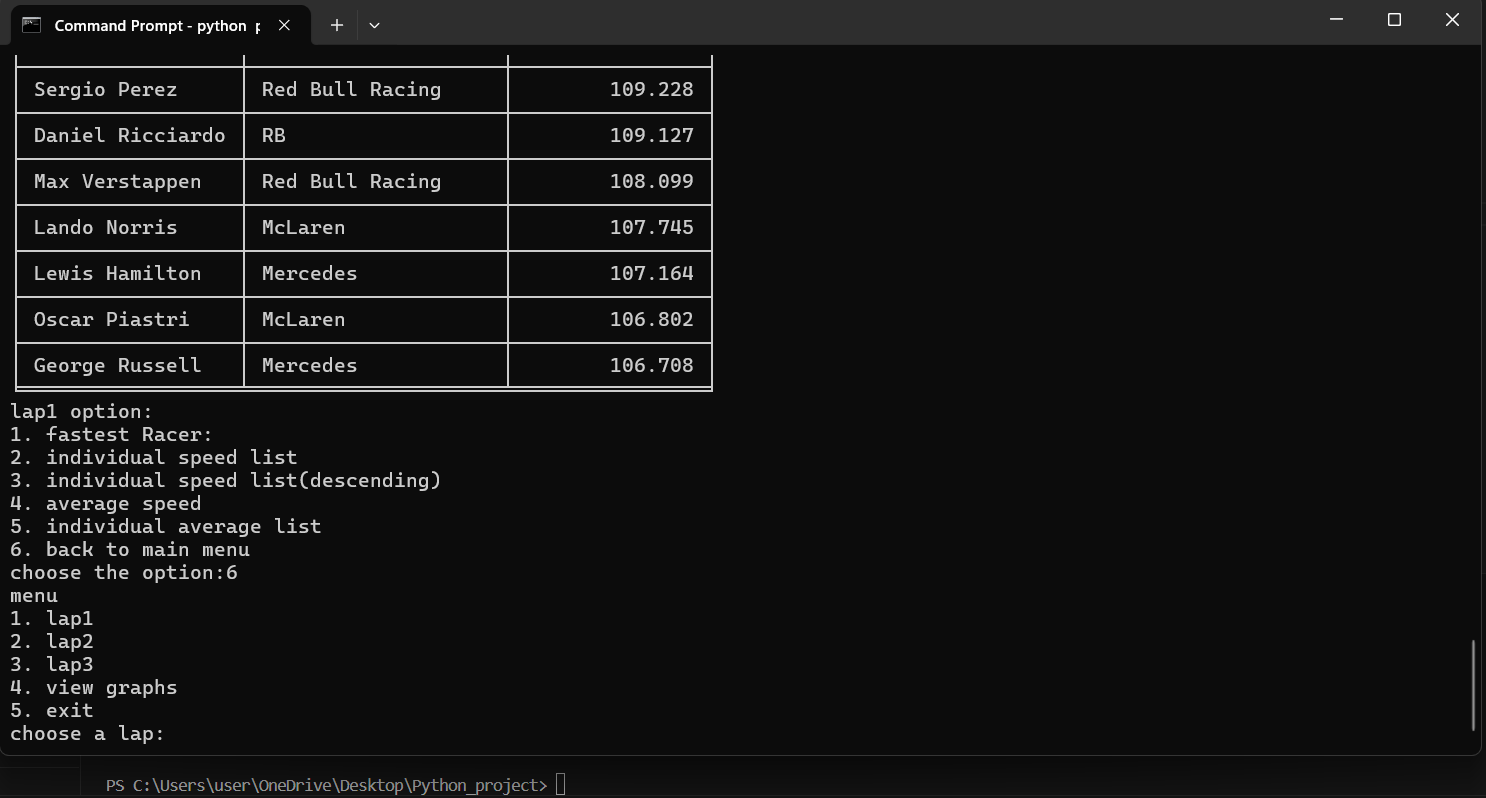 Command Prompt - python p
Sergio Perez Red Bull Racing 109.228
Daniel Ricciardo RB 109.127
Max Verstappen Red Bull Racing 108.099
Lando Norris McLaren 107.745
Lewis Hamilton Mercedes 107.164
Oscar Piastri McLaren 106.802
George Russell Mercedes 106.708
lap1 option:
1. fastest Racer:
2. individual speed list
3. individual speed list(descending)
4. average speed
5. individual average list
6. back to main menu
choose the option:6
menu
1. lap1
2. lap2
3. lap3
4. view graphs
5. exit
choose a lap:
PS C:\Users\user\OneDrive\Desktop\Python_project>